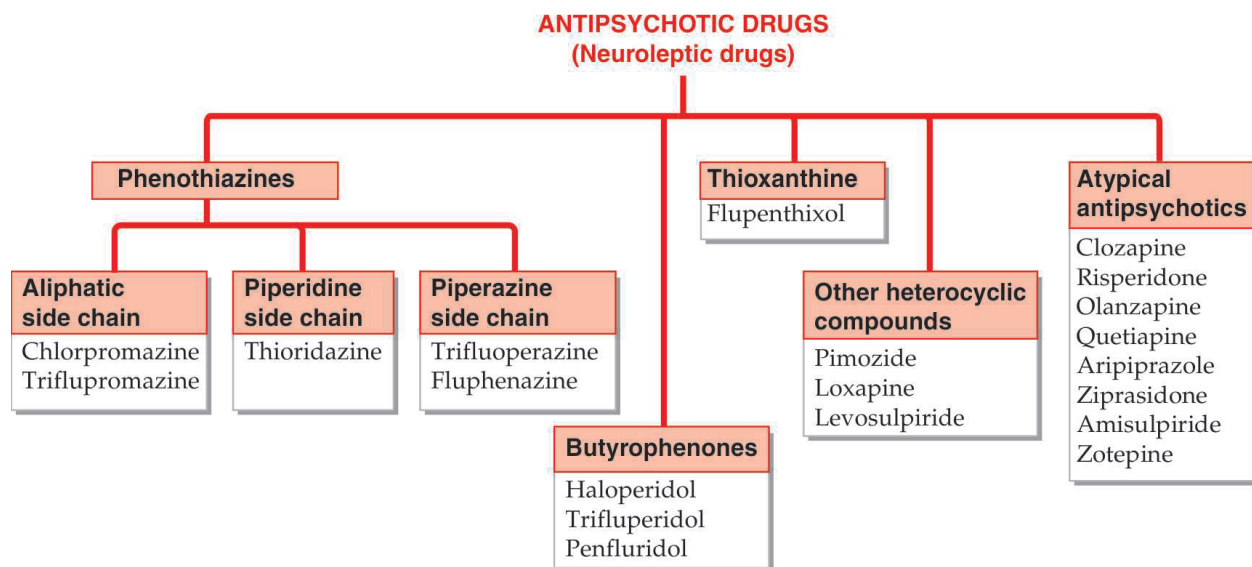 ANTIPSYCHOTIC DRUGS
(Neuroleptic drugs)
Phenothiazines
Aliphatic
side chain
Chlorpromazine
Triflupromazine
Piperidine
side chain
Thioridazine
Piperazine
side chain
Trifluoperazine
Fluphenazine
Butyrophenones
Haloperidol
Trifluperidol
Penfluridol
Thioxanthine
Flupenthixol
Other heterocyclic
compounds
Pimozide
Loxapine
Levosulpiride
Atypical
antipsychotics
Clozapine
Risperidone
Olanzapine
Quetiapine
Aripiprazole
Ziprasidone
Amisulpiride
Zotepine